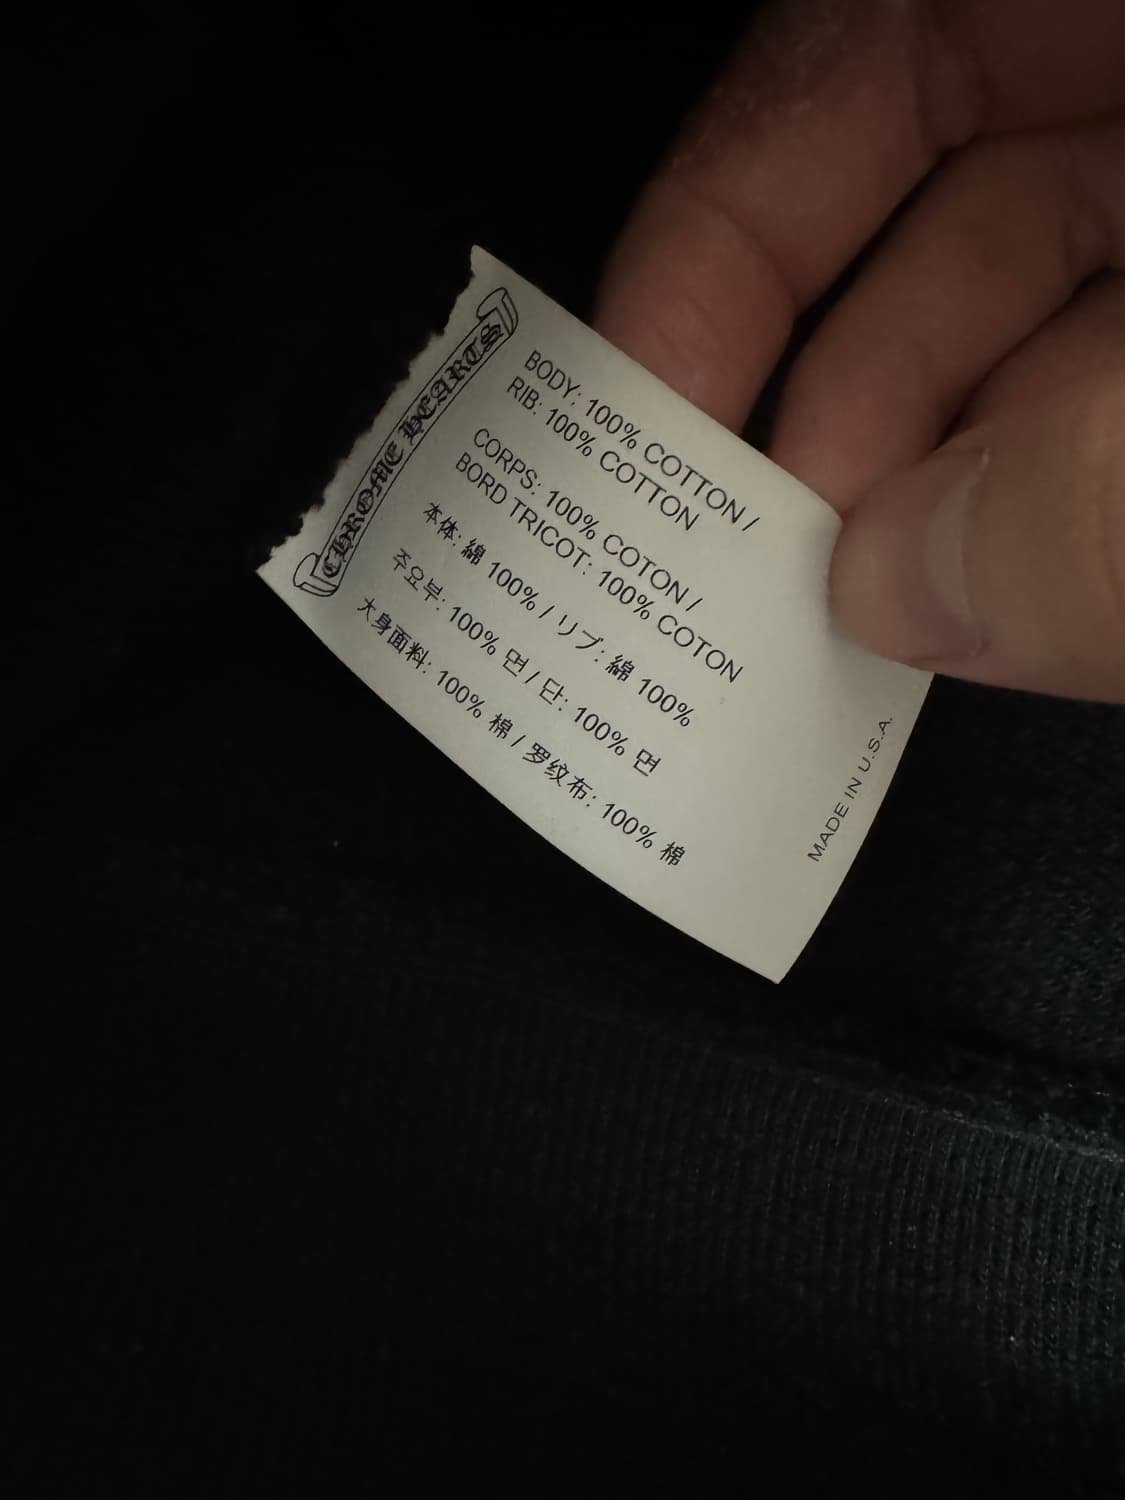 CHROME HEARTS
BODY: 100% COTTON /
RIB: 100% COTTON
CORPS: 100% COTON /
BORD TRICOT: 100% COTON
本体: 綿 100% / リブ: 綿 100%
주요부: 100% 면 / 단: 100% 면
大身面料: 100% 棉 / 罗纹布: 100% 棉
MADE IN U.S.A.